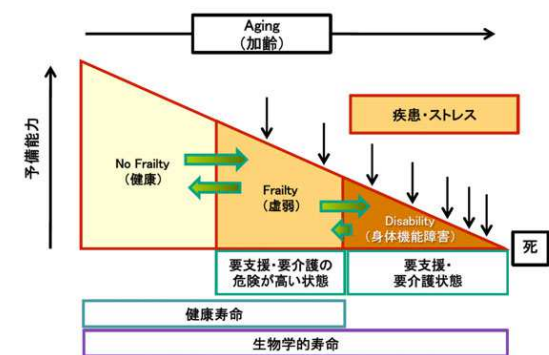 Aging
(加齢)
予備能力
疾患・ストレス
No Frailty
(健康)
Frailty
(虚弱)
Disability
(身体機能障害)
死
要支援・要介護の
危険が高い状態
要支援・
要介護状態
健康寿命
生物学的寿命